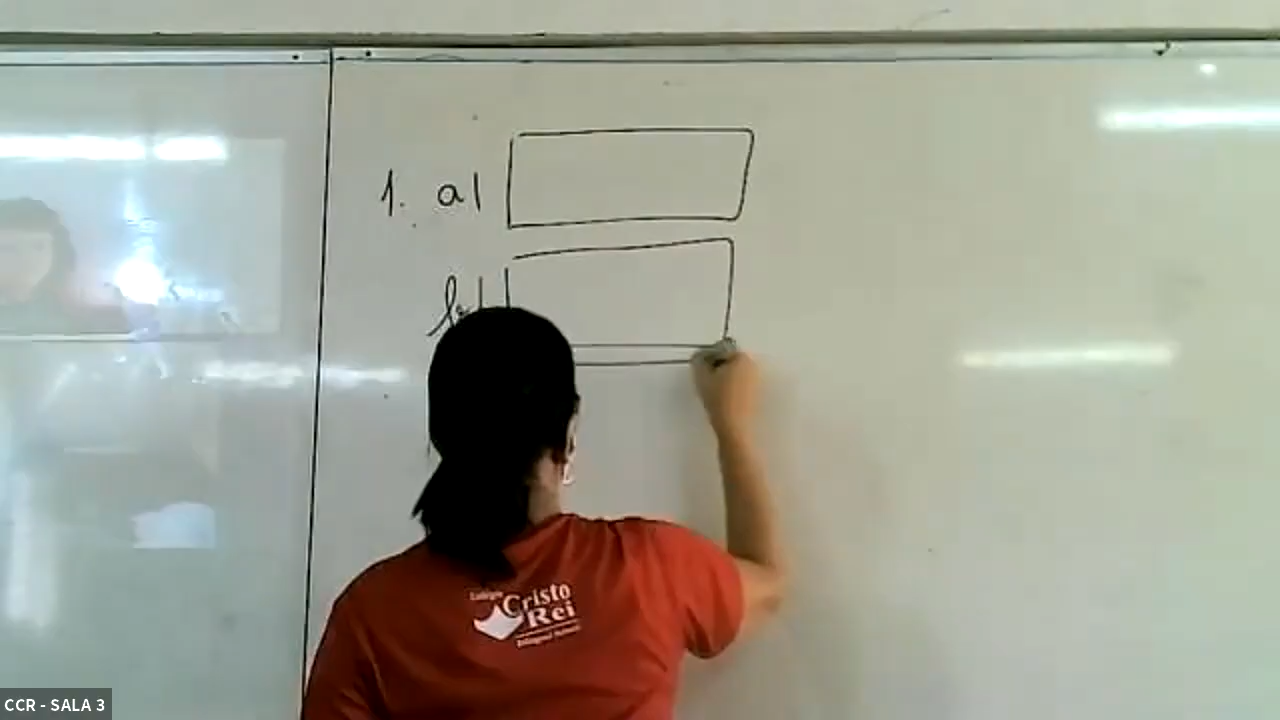 1. a|
b|
Colégio
Cristo
Rei
CCR - SALA 3